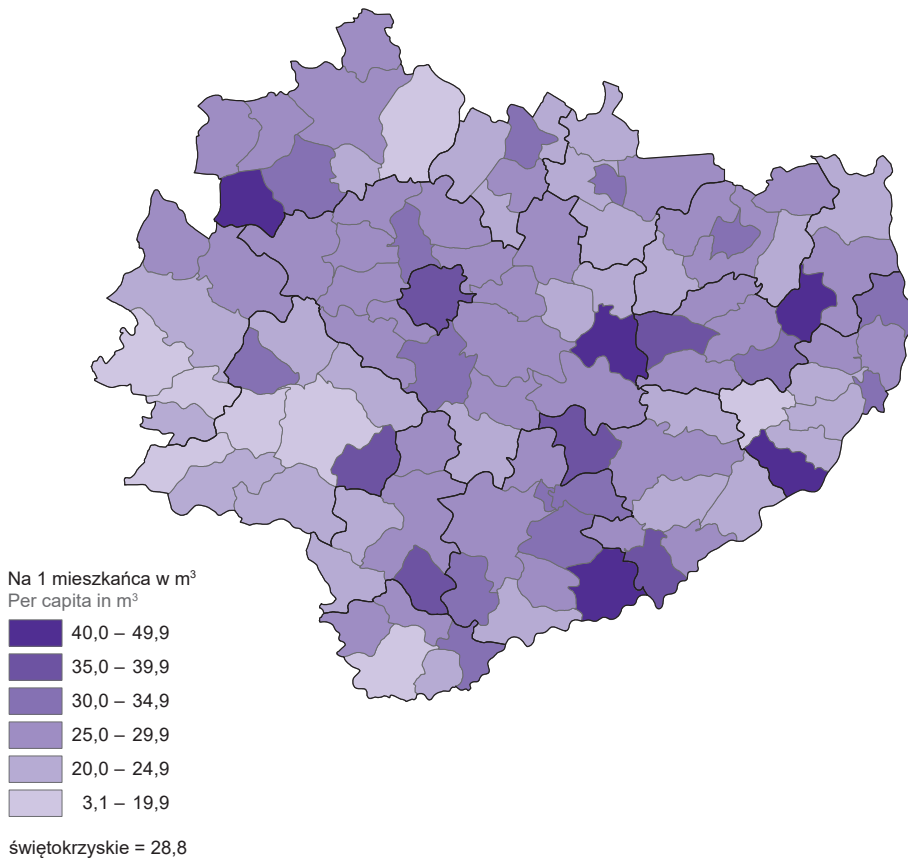 Na 1 mieszkańca w m³
Per capita in m³
40,0 – 49,9
35,0 – 39,9
30,0 – 34,9
25,0 – 29,9
20,0 – 24,9
3,1 – 19,9
świętokrzyskie = 28,8